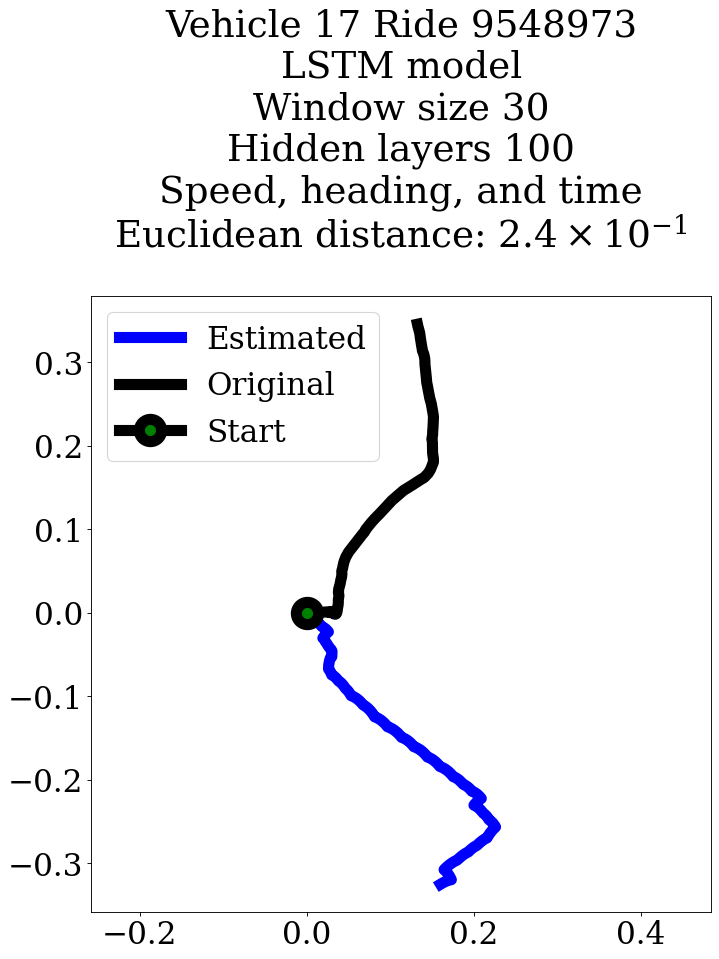 Vehicle 17 Ride 9548973
LSTM model
Window size 30
Hidden layers 100
Speed, heading, and time
Euclidean distance: 2.4 × 10⁻¹
Estimated
Original
Start
0.3
0.2
0.1
0.0
−0.1
−0.2
−0.3
−0.2 0.0 0.2 0.4